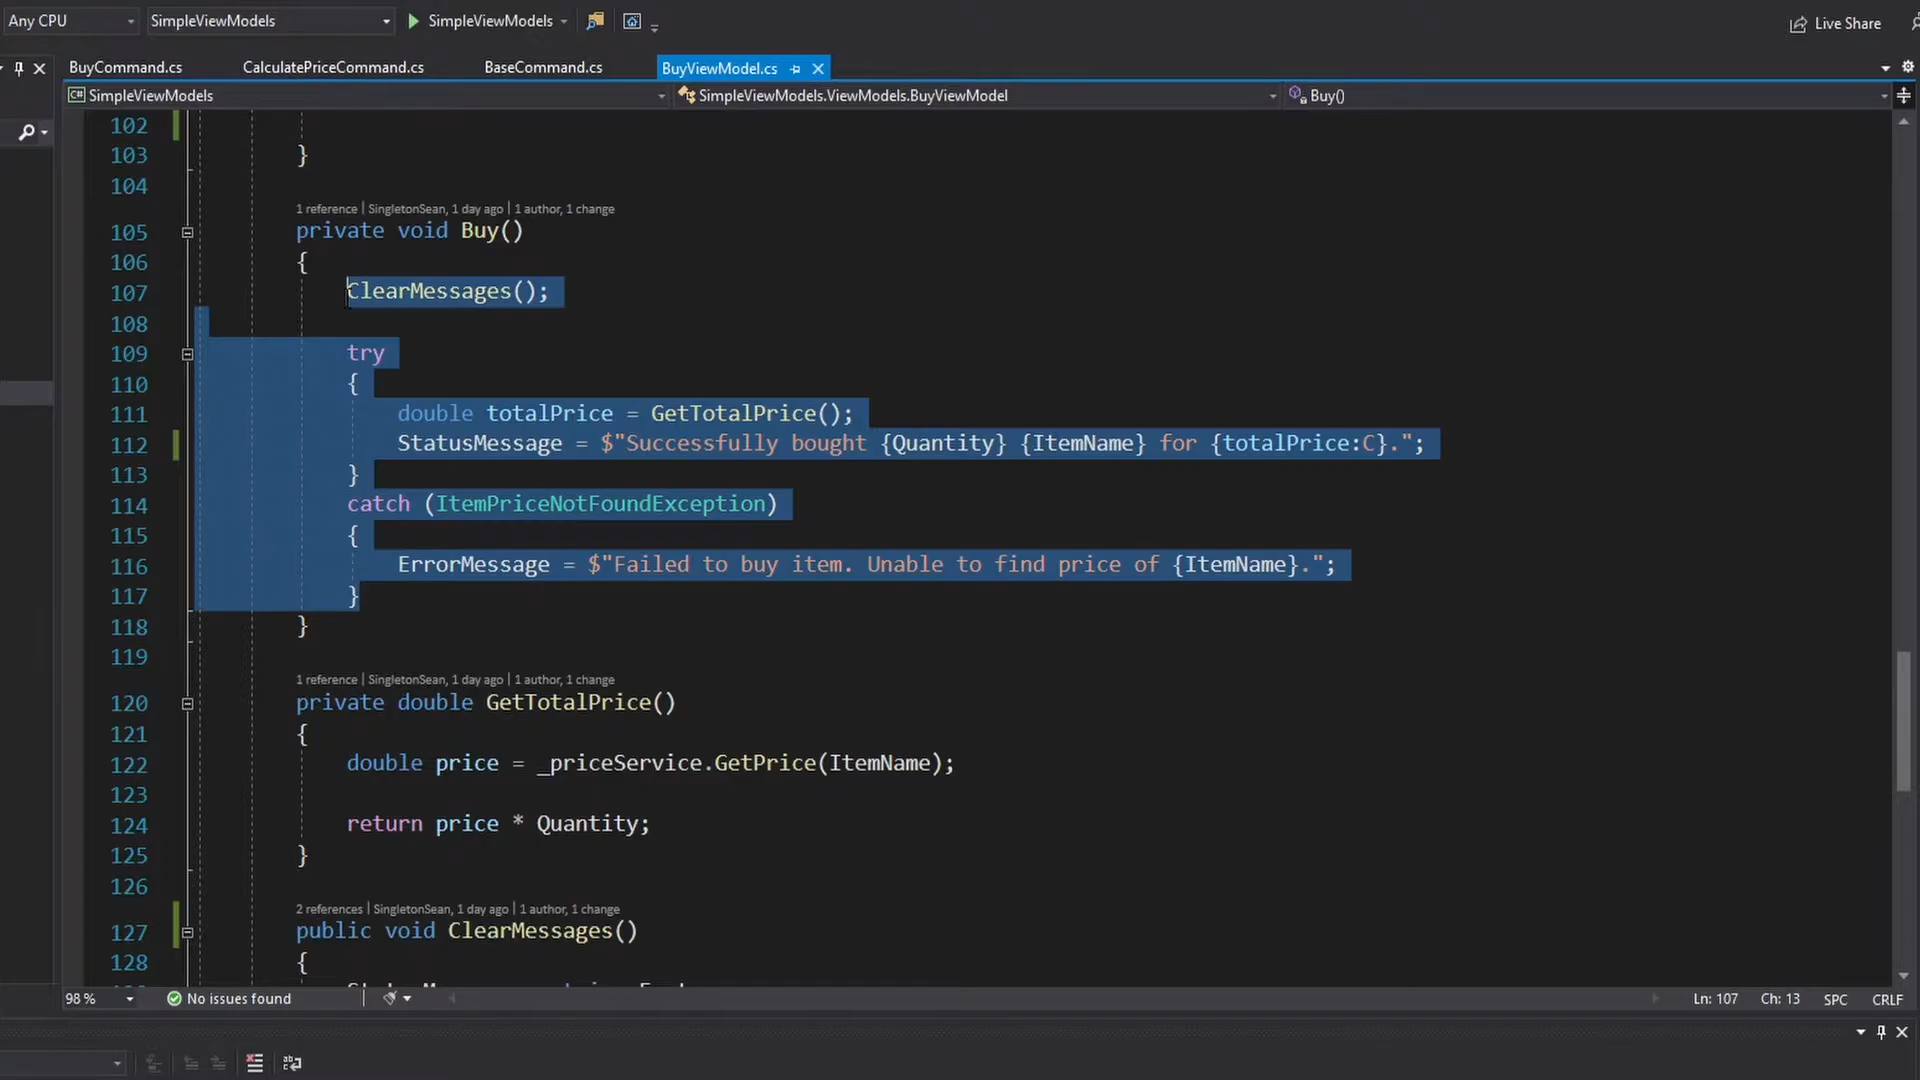 Any CPU SimpleViewModels SimpleViewModels Live Share
BuyCommand.cs CalculatePriceCommand.cs BaseCommand.cs BuyViewModel.cs
C# SimpleViewModels SimpleViewModels.ViewModels.BuyViewModel Buy()
102
103 }
104
1 reference | SingletonSean, 1 day ago | 1 author, 1 change
105 private void Buy()
106 {
107 ClearMessages();
108
109 try
110 {
111 double totalPrice = GetTotalPrice();
112 StatusMessage = $"Successfully bought {Quantity} {ItemName} for {totalPrice:C}.";
113 }
114 catch (ItemPriceNotFoundException)
115 {
116 ErrorMessage = $"Failed to buy item. Unable to find price of {ItemName}.";
117 }
118 }
119
1 reference | SingletonSean, 1 day ago | 1 author, 1 change
120 private double GetTotalPrice()
121 {
122 double price = _priceService.GetPrice(ItemName);
123
124 return price * Quantity;
125 }
126
2 references | SingletonSean, 1 day ago | 1 author, 1 change
127 public void ClearMessages()
128 {
98 % No issues found Ln: 107 Ch: 13 SPC CRLF